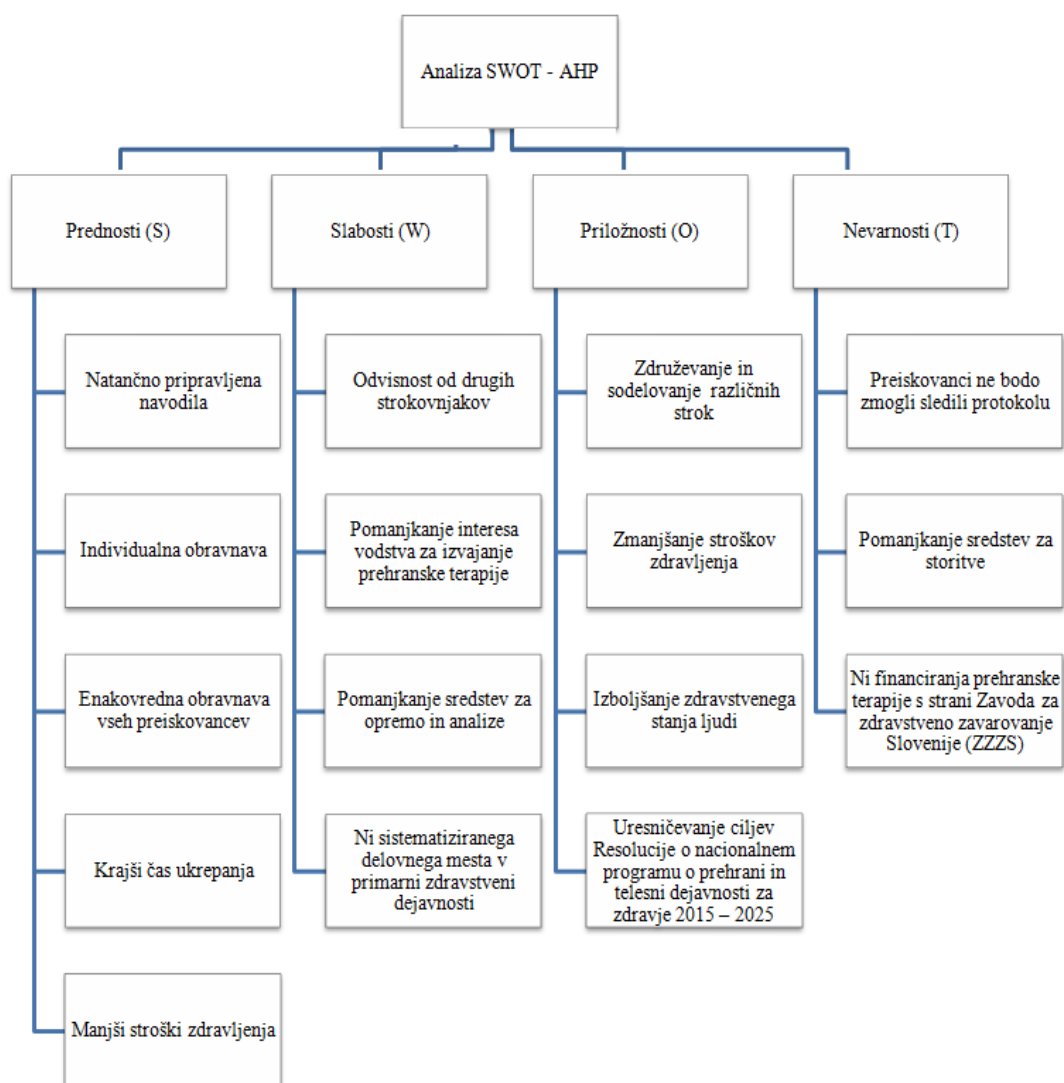 Analiza SWOT - AHP
Prednosti (S)
Slabosti (W)
Priložnosti (O)
Nevarnosti (T)
Natančno pripravljena
navodila
Individualna obravnava
Enakovredna obravnava
vseh preiskovancev
Krajši čas ukrepanja
Manjši stroški zdravljenja
Odvisnost od drugih
strokovnjakov
Pomanjkanje interesa
vodstva za izvajanje
prehranske terapije
Pomanjkanje sredstev za
opremo in analize
Ni sistematiziranega
delovnega mesta v
primarni zdravstveni
dejavnosti
Združevanje in
sodelovanje različnih
strok
Zmanjšanje stroškov
zdravljenja
Izboljšanje zdravstvenega
stanja ljudi
Uresničevanje ciljev
Resolucije o nacionalnem
programu o prehrani in
telesni dejavnosti za
zdravje 2015 – 2025
Preiskovanci ne bodo
zmogli sledili protokolu
Pomanjkanje sredstev za
storitve
Ni financiranja prehranske
terapije s strani Zavoda za
zdravstveno zavarovanje
Slovenije (ZZZS)